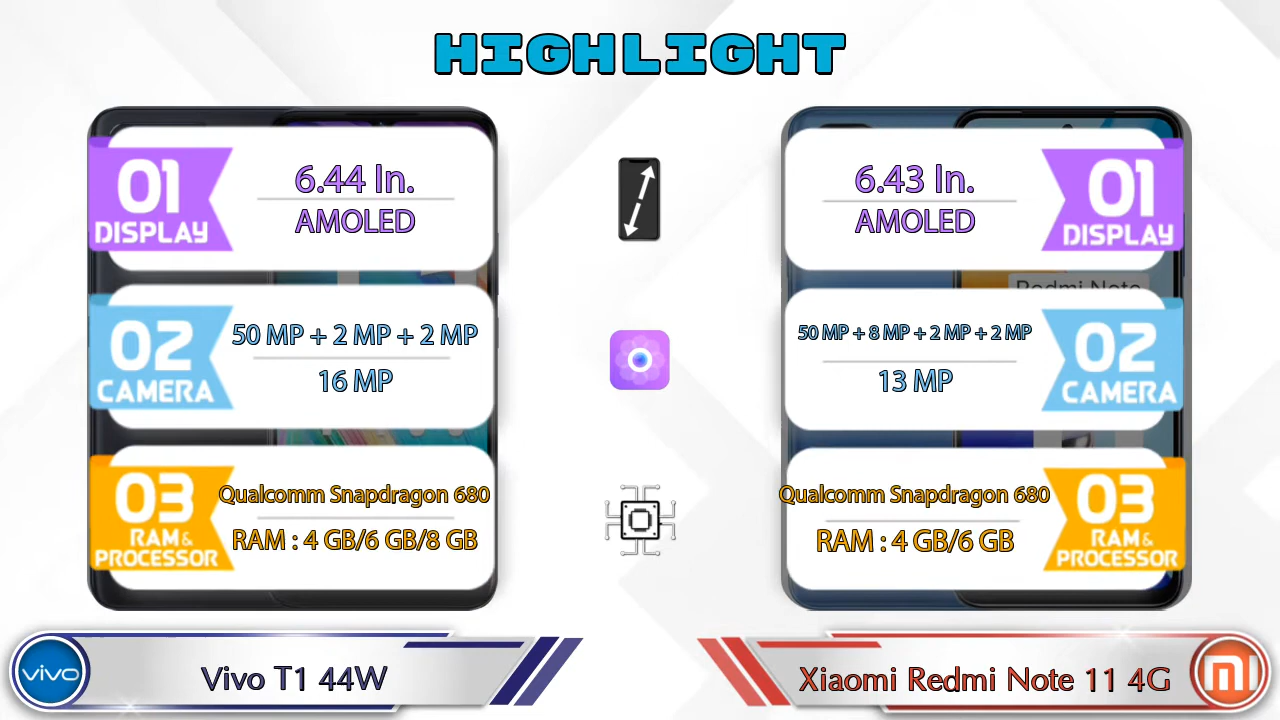 HIGHLIGHT
01
DISPLAY
6.44 In.
AMOLED
02
CAMERA
50 MP + 2 MP + 2 MP
16 MP
03
RAM &
PROCESSOR
Qualcomm Snapdragon 680
RAM : 4 GB/6 GB/8 GB
6.43 In.
AMOLED
01
DISPLAY
Redmi Note
50 MP + 8 MP + 2 MP + 2 MP
13 MP
02
CAMERA
Qualcomm Snapdragon 680
RAM : 4 GB/6 GB
03
RAM &
PROCESSOR
vivo
Vivo T1 44W
Xiaomi Redmi Note 11 4G
mi